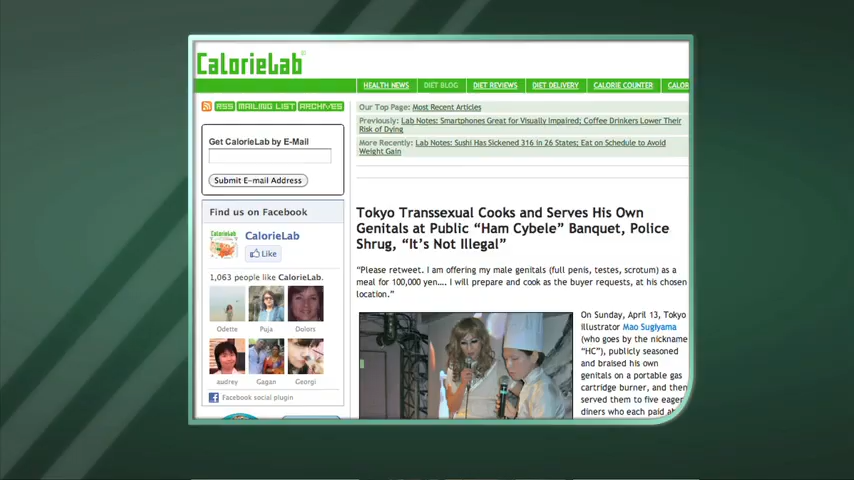 CalorieLab
HEALTH NEWS
DIET BLOG
DIET REVIEWS
DIET DELIVERY
CALORIE COUNTER
CALOR
RSS
MAILING LIST
ARCHIVES
Our Top Page: Most Recent Articles
Previously: Lab Notes: Smartphones Great for Visually Impaired; Coffee Drinkers Lower Their
Risk of Dying
More Recently: Lab Notes: Sushi Has Sickened 316 in 26 States; Eat on Schedule to Avoid
Weight Gain
Get CalorieLab by E-Mail
Submit E-mail Address
Find us on Facebook
CalorieLab
CalorieLab
Like
1,063 people like CalorieLab.
Odette
Puja
Dolors
audrey
Gagan
Georgi
Facebook social plugin
Tokyo Transsexual Cooks and Serves His Own
Genitals at Public “Ham Cybele” Banquet, Police
Shrug, “It’s Not Illegal”
“Please retweet. I am offering my male genitals (full penis, testes, scrotum) as a
meal for 100,000 yen.... I will prepare and cook as the buyer requests, at his chosen
location.”
On Sunday, April 13, Tokyo
illustrator Mao Sugiyama
(who goes by the nickname
“HC”), publicly seasoned
and braised his own
genitals on a portable gas
cartridge burner, and then
served them to five eager
diners who each paid